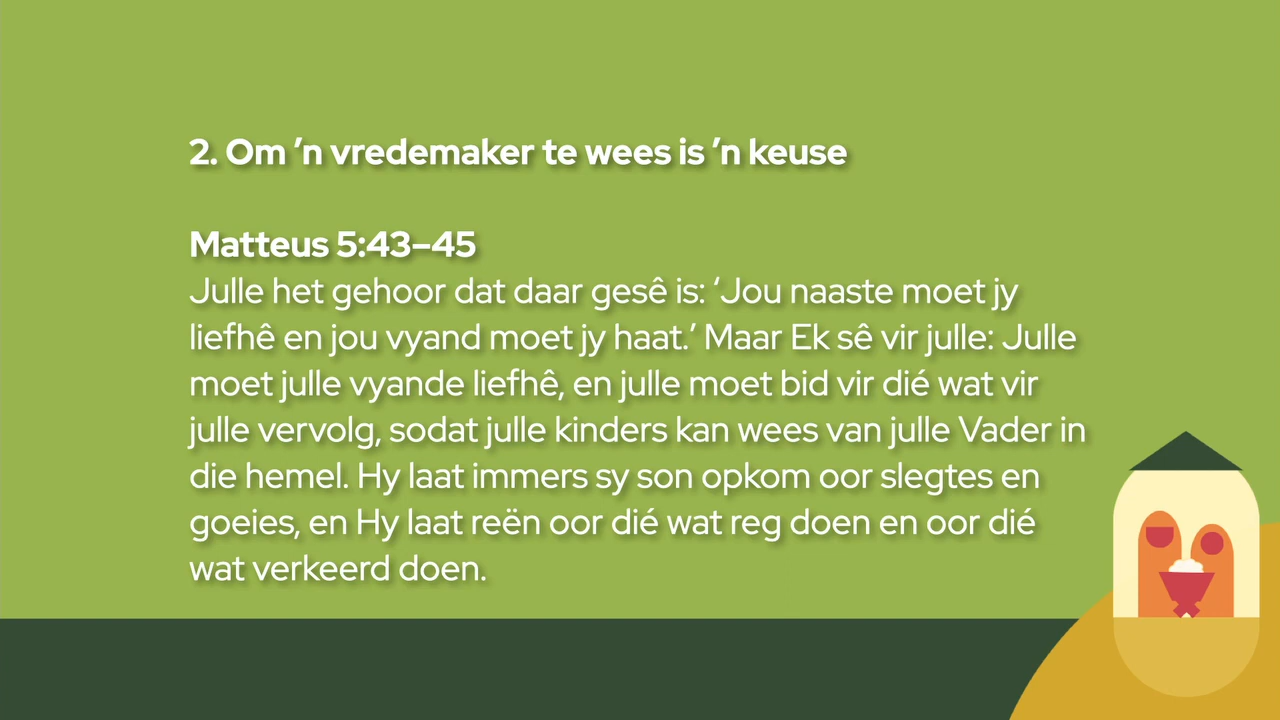 2. Om ’n vredemaker te wees is ’n keuse
Matteus 5:43–45
Julle het gehoor dat daar gesê is: ‘Jou naaste moet jy
liefhê en jou vyand moet jy haat.’ Maar Ek sê vir julle: Julle
moet julle vyande liefhê, en julle moet bid vir dié wat vir
julle vervolg, sodat julle kinders kan wees van julle Vader in
die hemel. Hy laat immers sy son opkom oor slegtes en
goeies, en Hy laat reën oor dié wat reg doen en oor dié
wat verkeerd doen.